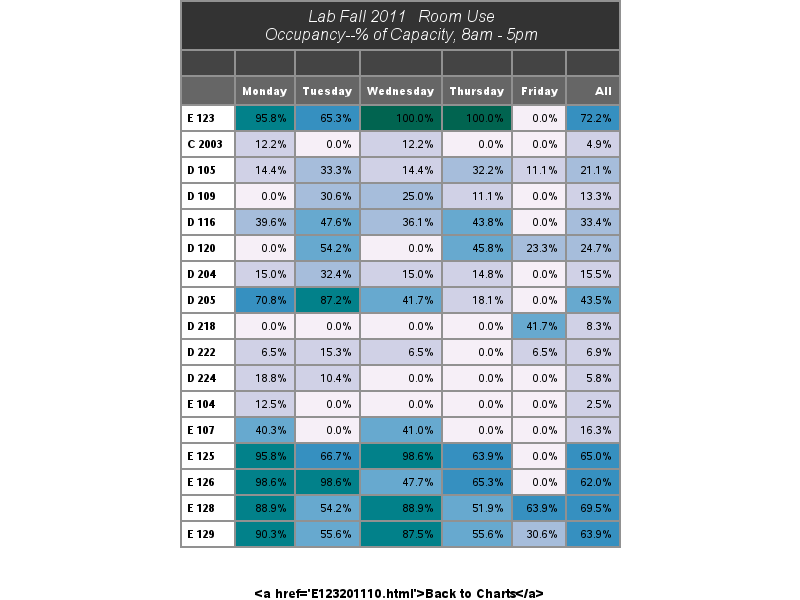 Lab Fall 2011   Room Use
Occupancy--% of Capacity, 8am - 5pm
Monday Tuesday Wednesday Thursday Friday All
E 123 95.8% 65.3% 100.0% 100.0% 0.0% 72.2%
C 2003 12.2% 0.0% 12.2% 0.0% 0.0% 4.9%
D 105 14.4% 33.3% 14.4% 32.2% 11.1% 21.1%
D 109 0.0% 30.6% 25.0% 11.1% 0.0% 13.3%
D 116 39.6% 47.6% 36.1% 43.8% 0.0% 33.4%
D 120 0.0% 54.2% 0.0% 45.8% 23.3% 24.7%
D 204 15.0% 32.4% 15.0% 14.8% 0.0% 15.5%
D 205 70.8% 87.2% 41.7% 18.1% 0.0% 43.5%
D 218 0.0% 0.0% 0.0% 0.0% 41.7% 8.3%
D 222 6.5% 15.3% 6.5% 0.0% 6.5% 6.9%
D 224 18.8% 10.4% 0.0% 0.0% 0.0% 5.8%
E 104 12.5% 0.0% 0.0% 0.0% 0.0% 2.5%
E 107 40.3% 0.0% 41.0% 0.0% 0.0% 16.3%
E 125 95.8% 66.7% 98.6% 63.9% 0.0% 65.0%
E 126 98.6% 98.6% 47.7% 65.3% 0.0% 62.0%
E 128 88.9% 54.2% 88.9% 51.9% 63.9% 69.5%
E 129 90.3% 55.6% 87.5% 55.6% 30.6% 63.9%
<a href='E123201110.html'>Back to Charts</a>